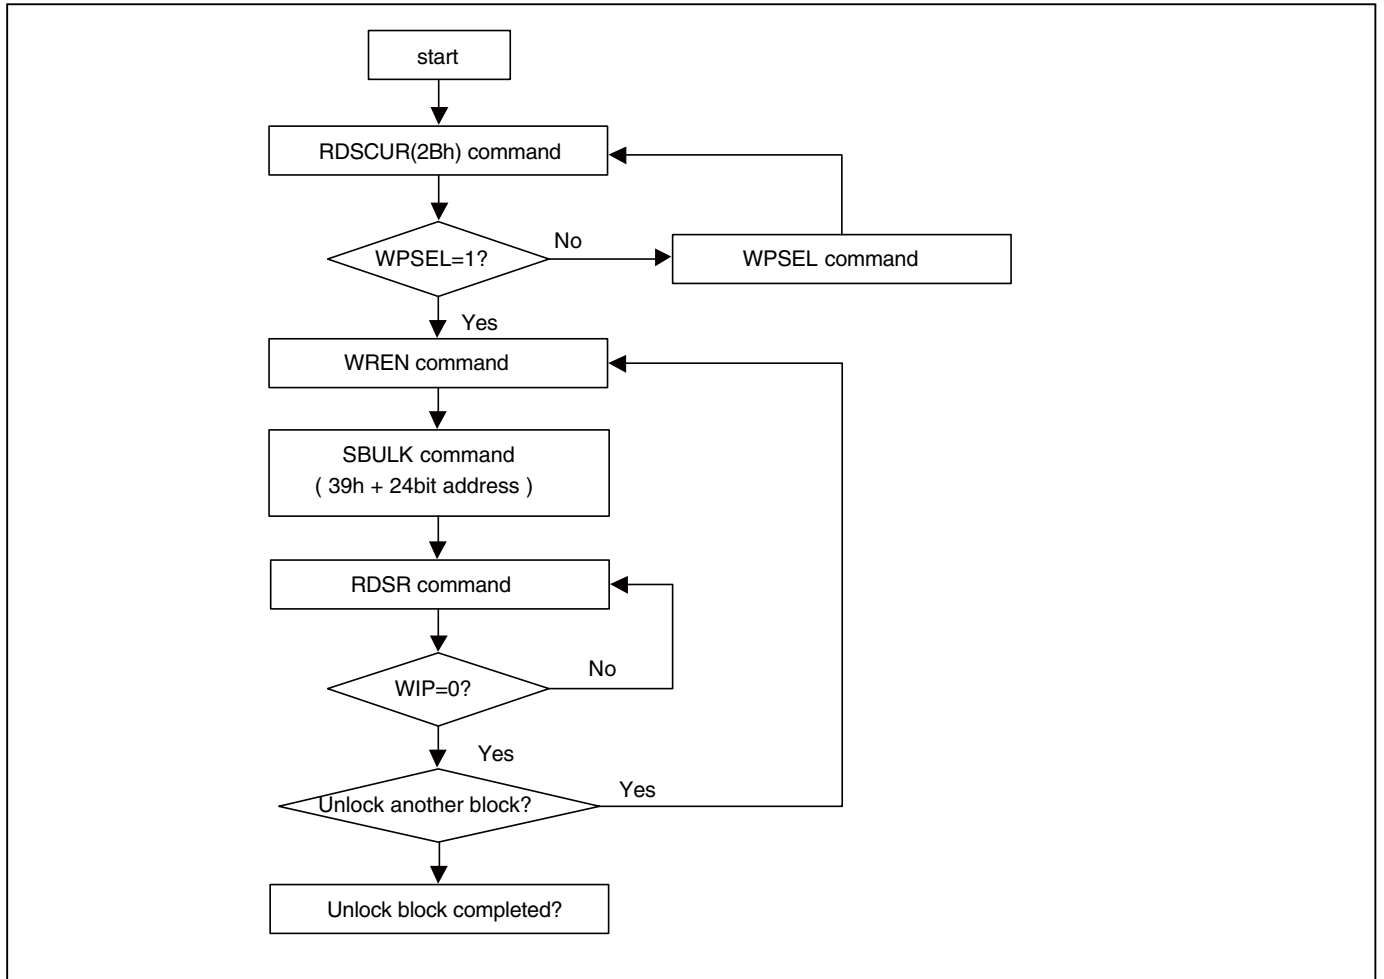 start
RDSCUR(2Bh) command
WPSEL=1?
No
WPSEL command
Yes
WREN command
SBULK command
( 39h + 24bit address )
RDSR command
WIP=0?
No
Yes
Unlock another block?
Yes
Unlock block completed?